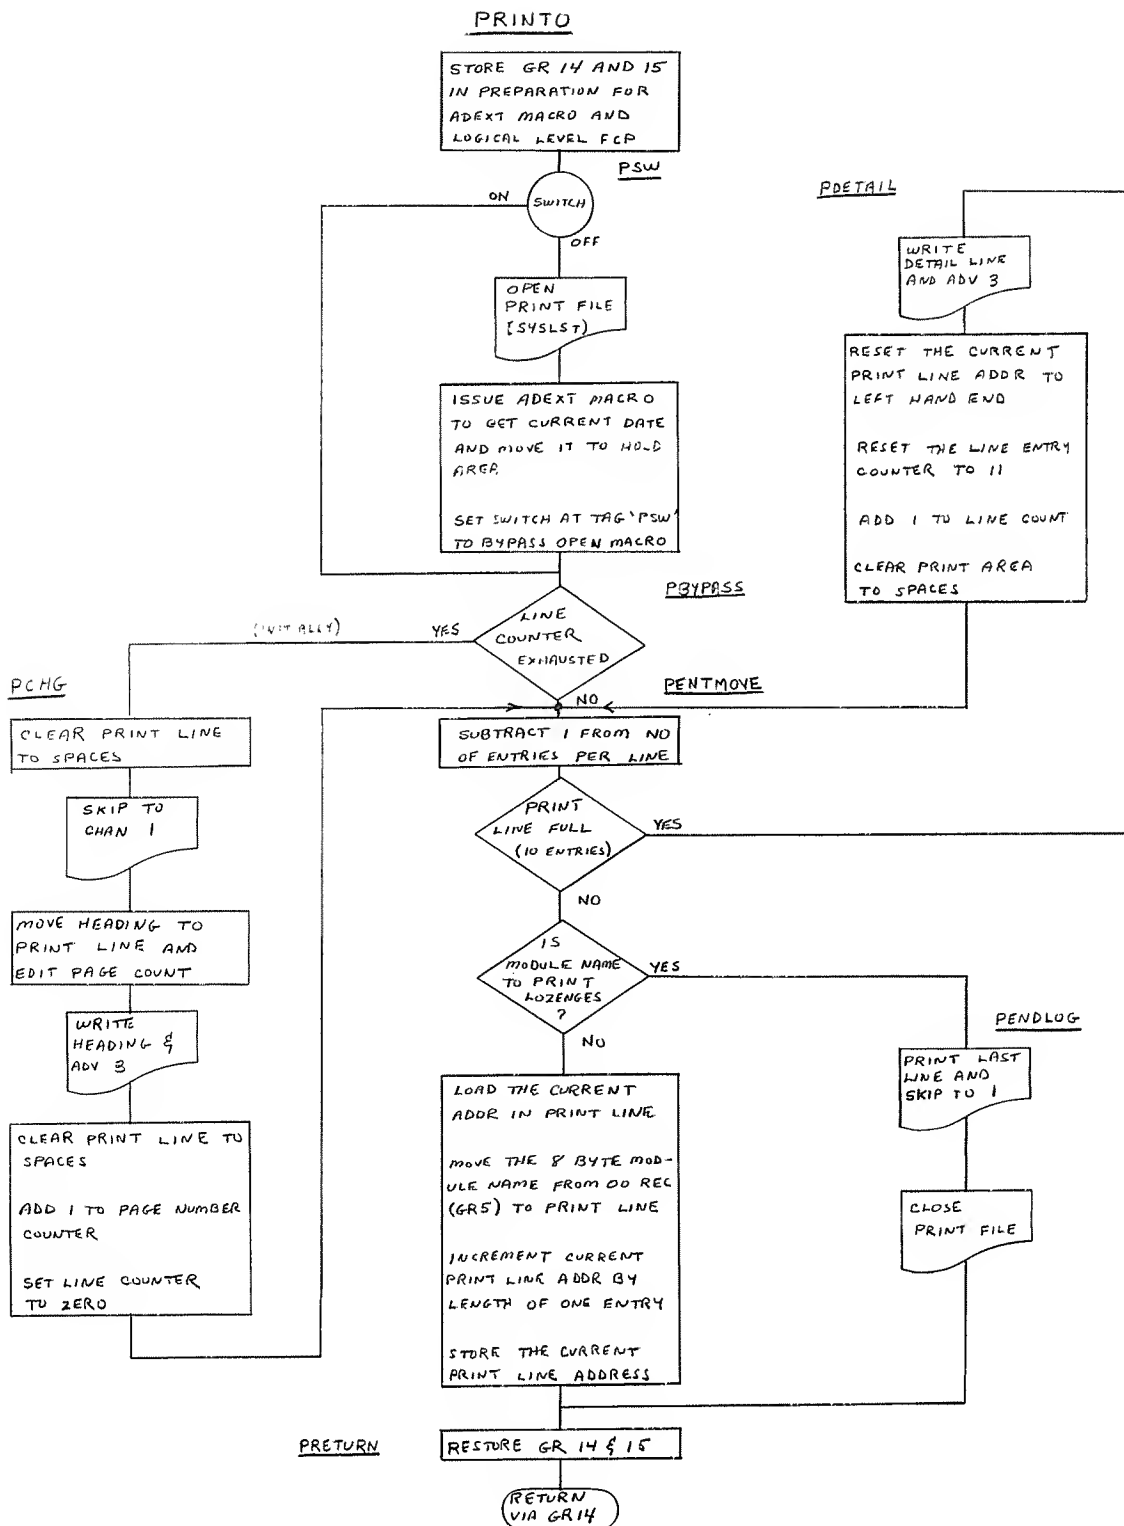 PRINTO
STORE GR 14 AND 15
IN PREPARATION FOR
ADEXT MACRO AND
LOGICAL LEVEL FCP
PSW
ON
SWITCH
OFF
OPEN
PRINT FILE
(SYSLST)
ISSUE ADEXT MACRO
TO GET CURRENT DATE
AND MOVE IT TO HOLD
AREA
SET SWITCH AT TAG 'PSW'
TO BYPASS OPEN MACRO
PBYPASS
LINE
COUNTER
EXHAUSTED
(INITIALLY)
YES
NO
PCHG
CLEAR PRINT LINE
TO SPACES
SKIP TO
CHAN 1
MOVE HEADING TO
PRINT LINE AND
EDIT PAGE COUNT
WRITE
HEADING &
ADV 3
CLEAR PRINT LINE TO
SPACES
ADD 1 TO PAGE NUMBER
COUNTER
SET LINE COUNTER
TO ZERO
PENTMOVE
SUBTRACT 1 FROM NO
OF ENTRIES PER LINE
PRINT
LINE FULL
(10 ENTRIES)
YES
NO
PDETAIL
WRITE
DETAIL LINE
AND ADV 3
RESET THE CURRENT
PRINT LINE ADDR TO
LEFT HAND END
RESET THE LINE ENTRY
COUNTER TO 11
ADD 1 TO LINE COUNT
CLEAR PRINT AREA
TO SPACES
IS
MODULE NAME
TO PRINT
LOZENGES
?
YES
NO
PENDLOG
PRINT LAST
LINE AND
SKIP TO 1
CLOSE
PRINT FILE
LOAD THE CURRENT
ADDR IN PRINT LINE
MOVE THE 8 BYTE MOD-
ULE NAME FROM OO REC
(GR5) TO PRINT LINE
INCREMENT CURRENT
PRINT LINE ADDR BY
LENGTH OF ONE ENTRY
STORE THE CURRENT
PRINT LINE ADDRESS
PRETURN
RESTORE GR 14 & 15
RETURN
VIA GR14